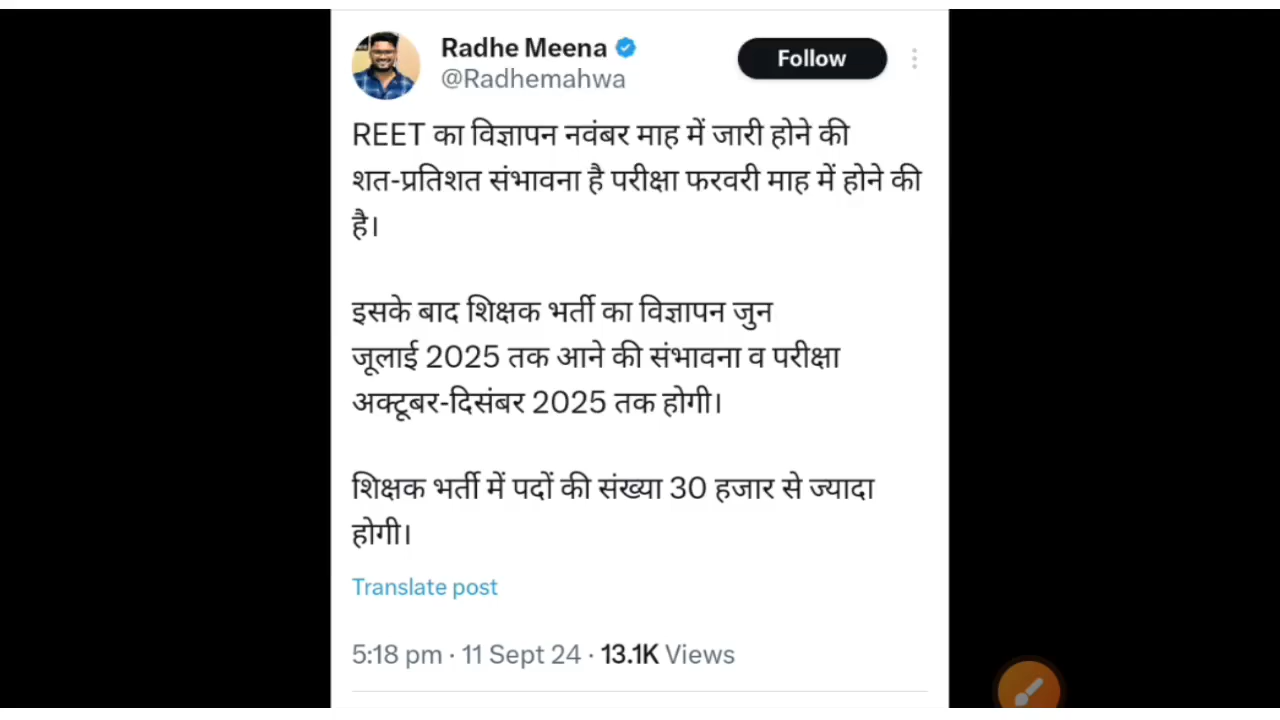 Radhe Meena
Follow
@Radhemahwa
REET का विज्ञापन नवंबर माह में जारी होने की
शत-प्रतिशत संभावना है परीक्षा फरवरी माह में होने की
है।
इसके बाद शिक्षक भर्ती का विज्ञापन जुन
जूलाई 2025 तक आने की संभावना व परीक्षा
अक्टूबर-दिसंबर 2025 तक होगी।
शिक्षक भर्ती में पदों की संख्या 30 हजार से ज्यादा
होगी।
Translate post
5:18 pm · 11 Sept 24 · 13.1K Views